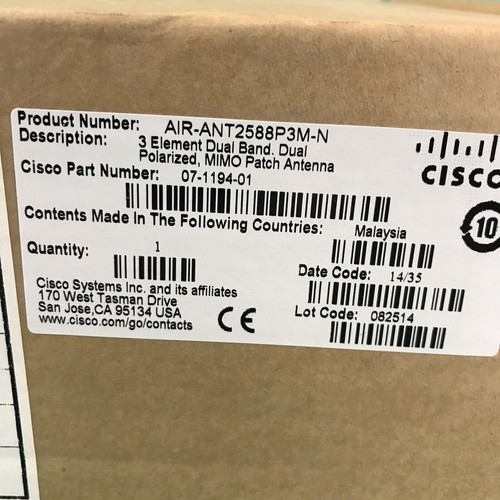 Product Number: AIR-ANT2588P3M-N
Description: 3 Element Dual Band. Dual
Polarized, MIMO Patch Antenna
CISCO
Cisco Part Number: 07-1194-01
10
Contents Made In The Following Countries: Malaysia
Quantity: 1
Date Code: 14/35
Cisco Systems Inc. and its affiliates
170 West Tasman Drive
San Jose,CA 95134 USA
www.cisco.com/go/contacts
CE
Lot Code: 082514